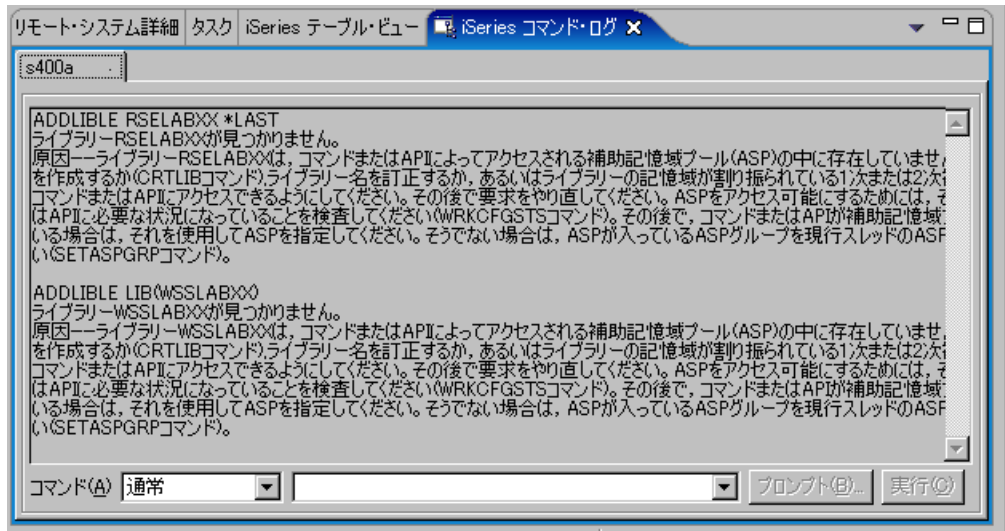 リモート・システム詳細 タスク iSeries テーブル・ビュー iSeries コマンド・ログ
s400a
ADDLIBLE RSELABXX *LAST
ライブラリーRSELABXXが見つかりません。
原因——ライブラリーRSELABXXは, コマンドまたはAPIによってアクセスされる補助記憶域プール(ASP)の中に存在していませ
を作成するか(CRTLIBコマンド),ライブラリー名を訂正するか, あるいはライブラリーの記憶域が割り振られている1次または2次
コマンドまたはAPIにアクセスできるようにしてください。その後で要求をやり直してください。ASPをアクセス可能にするためには, そ
はAPIに必要な状況になっていることを検査してください(WRKCFGSTSコマンド)。その後で, コマンドまたはAPIが補助記憶域
いる場合は, それを使用してASPを指定してください。そうでない場合は, ASPが入っているASPグループを現行スレッドのASP
い(SETASPGRPコマンド)。
ADDLIBLE LIB(WSSLABXX)
ライブラリーWSSLABXXが見つかりません。
原因——ライブラリーWSSLABXXは, コマンドまたはAPIによってアクセスされる補助記憶域プール(ASP)の中に存在していませ
を作成するか(CRTLIBコマンド),ライブラリー名を訂正するか, あるいはライブラリーの記憶域が割り振られている1次または2次
コマンドまたはAPIにアクセスできるようにしてください。その後で要求をやり直してください。ASPをアクセス可能にするためには, そ
はAPIに必要な状況になっていることを検査してください(WRKCFGSTSコマンド)。その後で, コマンドまたはAPIが補助記憶域
いる場合は, それを使用してASPを指定してください。そうでない場合は, ASPが入っているASPグループを現行スレッドのASP
い(SETASPGRPコマンド)。
コマンド(A) 通常 プロンプト(B)... 実行(C)